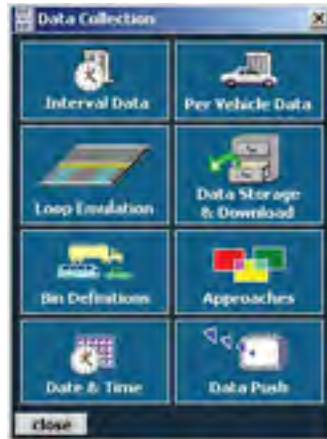 Data Collection
Interval Data
Per Vehicle Data
Loop Emulation
Data Storage
& Download
Bin Definitions
Approaches
Date & Time
Data Push
close